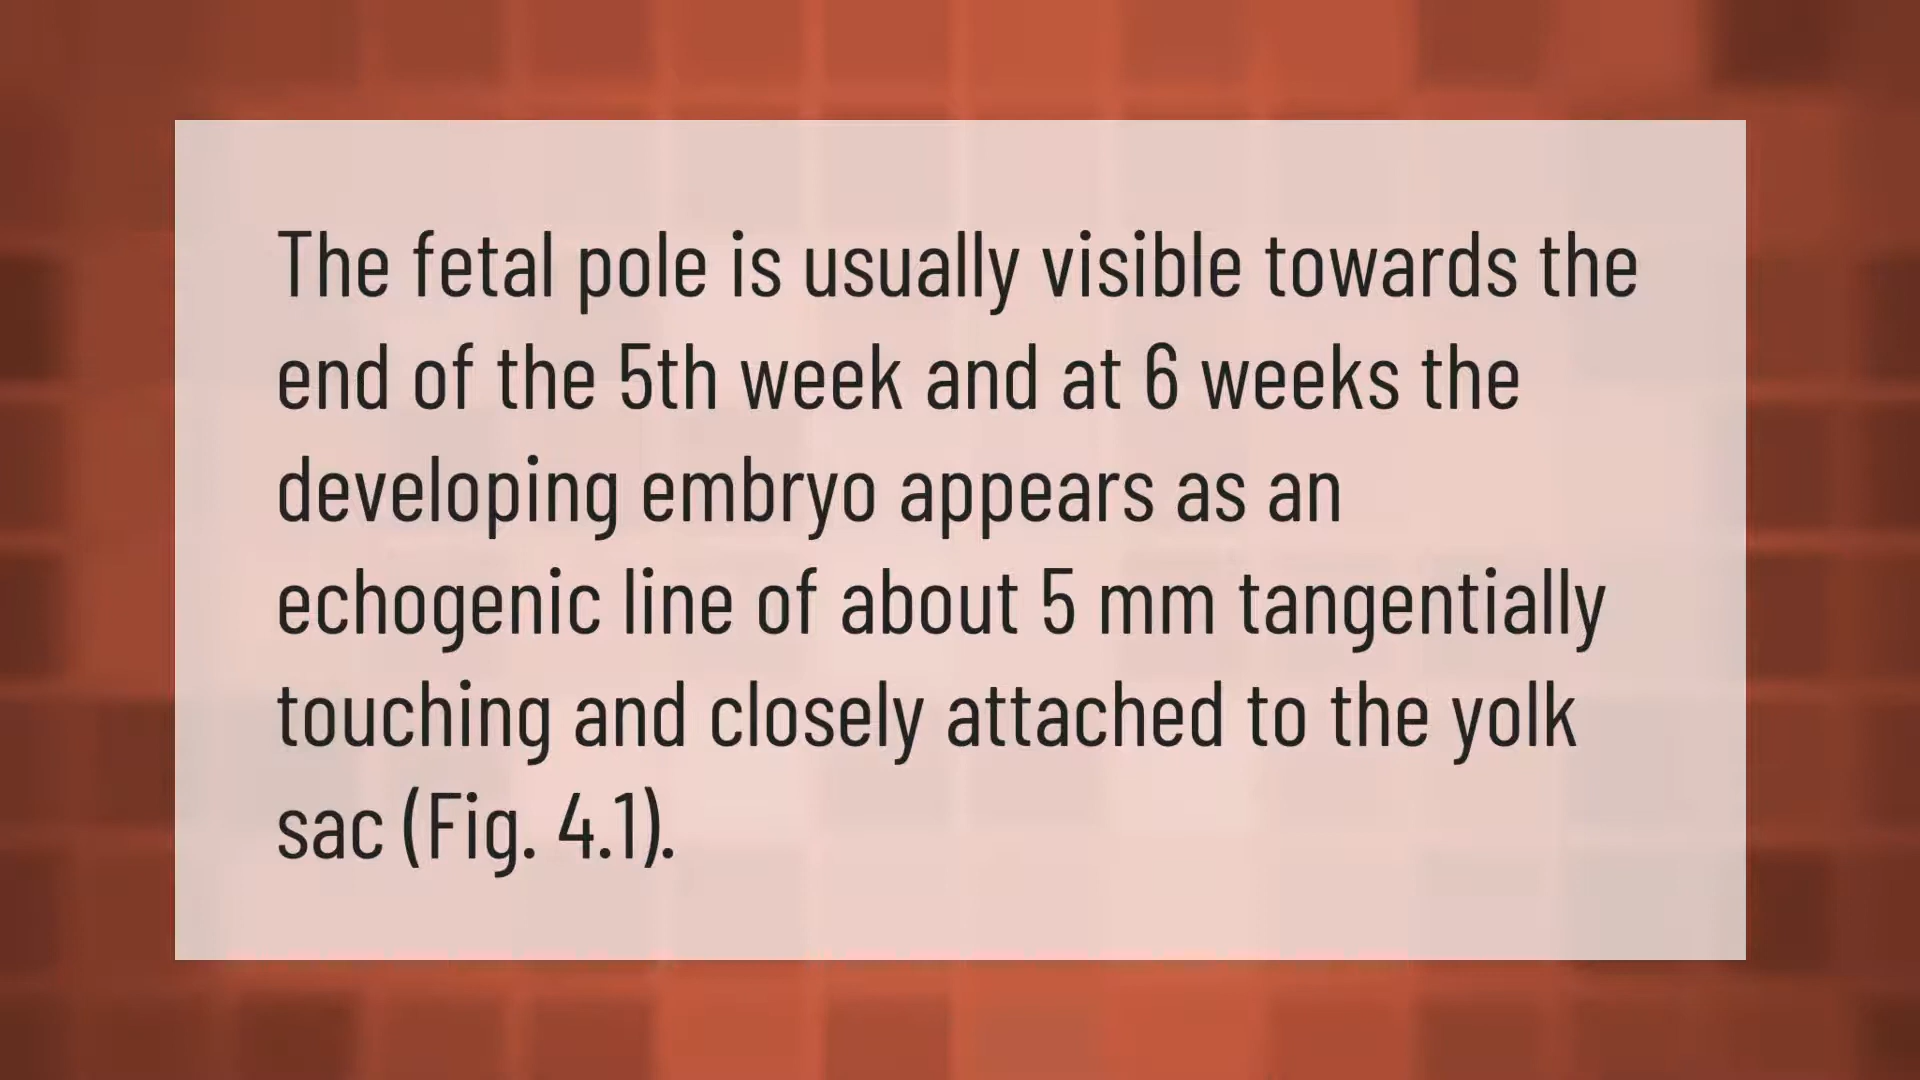 The fetal pole is usually visible towards the
end of the 5th week and at 6 weeks the
developing embryo appears as an
echogenic line of about 5 mm tangentially
touching and closely attached to the yolk
sac (Fig. 4.1).